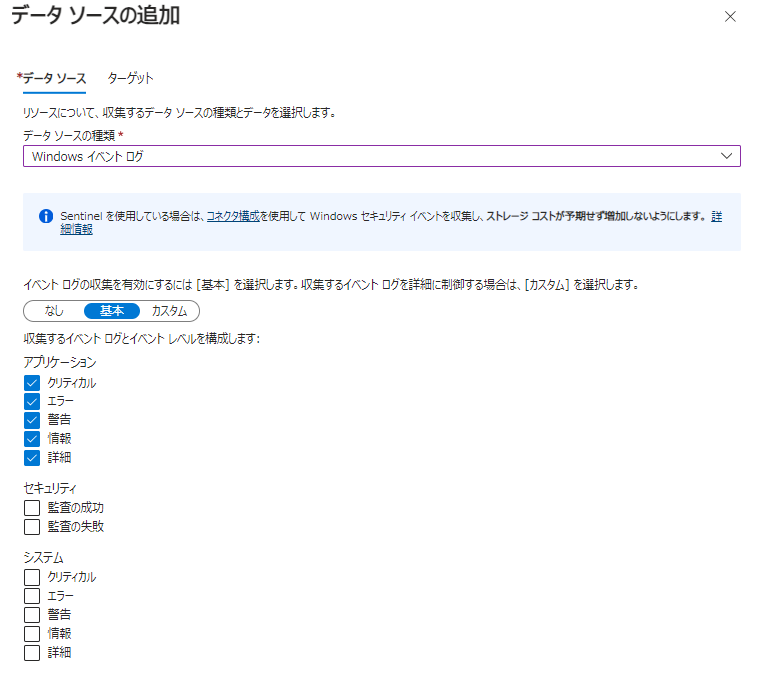 データ ソースの追加
*データ ソース ターゲット
リソースについて、収集するデータ ソースの種類とデータを選択します。
データ ソースの種類 *
Windows イベント ログ
Sentinel を使用している場合は、コネクタ構成を使用して Windows セキュリティ イベントを収集し、ストレージ コストが予期せず増加しないようにします。 詳
細情報
イベント ログの収集を有効にするには [基本] を選択します。収集するイベント ログを詳細に制御する場合は、[カスタム] を選択します。
なし 基本 カスタム
収集するイベント ログとイベント レベルを構成します:
アプリケーション
クリティカル
エラー
警告
情報
詳細
セキュリティ
監査の成功
監査の失敗
システム
クリティカル
エラー
警告
情報
詳細